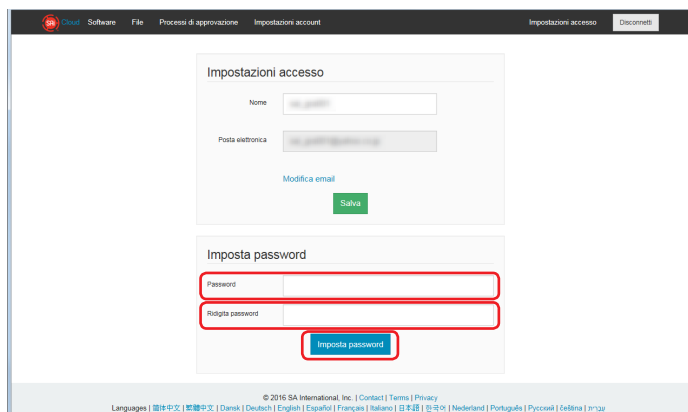 SAi Cloud Software File Processi di approvazione Impostazioni account Impostazioni accesso Disconnetti
Impostazioni accesso
Nome
Posta elettronica
Modifica email
Salva
Imposta password
Password
Ridigita password
Imposta password
© 2016 SA International, Inc. | Contact | Terms | Privacy
Languages | 简体中文 | 繁體中文 | Dansk | Deutsch | English | Español | Français | Italiano | 日本語 | 한국어 | Nederland | Português | Русский | čeština | עברית